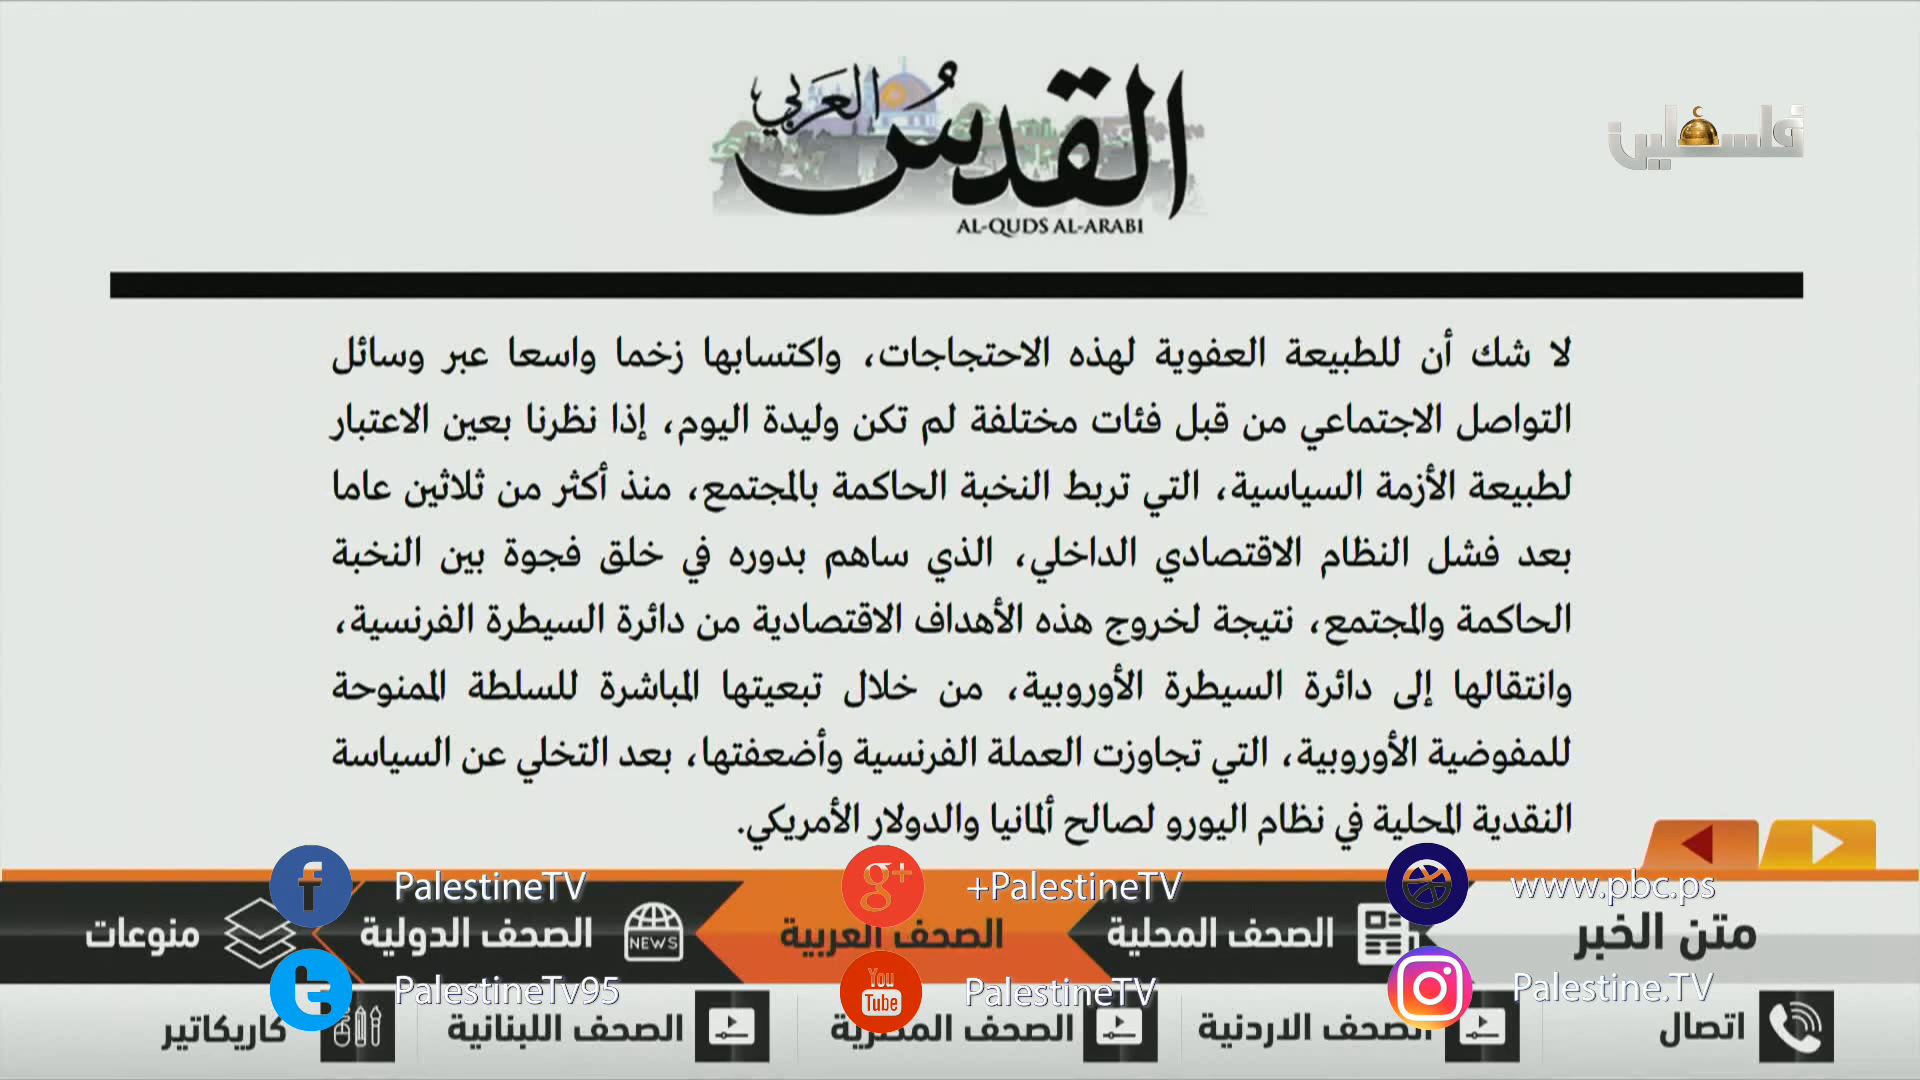 القدس العربي
AL-QUDS AL-ARABI
فلسطين
لا شك أن للطبيعة العفوية لهذه الاحتجاجات، واكتسابها زخما واسعا عبر وسائل
التواصل الاجتماعي من قبل فئات مختلفة لم تكن وليدة اليوم، إذا نظرنا بعين الاعتبار
لطبيعة الأزمة السياسية، التي تربط النخبة الحاكمة بالمجتمع، منذ أكثر من ثلاثين عاما
بعد فشل النظام الاقتصادي الداخلي، الذي ساهم بدوره في خلق فجوة بين النخبة
الحاكمة والمجتمع، نتيجة لخروج هذه الأهداف الاقتصادية من دائرة السيطرة الفرنسية،
وانتقالها إلى دائرة السيطرة الأوروبية، من خلال تبعيتها المباشرة للسلطة الممنوحة
للمفوضية الأوروبية، التي تجاوزت العملة الفرنسية وأضعفتها، بعد التخلي عن السياسة
النقدية المحلية في نظام اليورو لصالح ألمانيا والدولار الأمريكي.
PalestineTV
+PalestineTV
www.pbc.ps
متن الخبر
الصحف المحلية
الصحف العربية
NEWS
الصحف الدولية
منوعات
PalestineTv95
You Tube
PalestineTV
Palestine.TV
اتصال
الصحف الاردنية
الصحف المصرية
الصحف اللبنانية
كاريكاتير